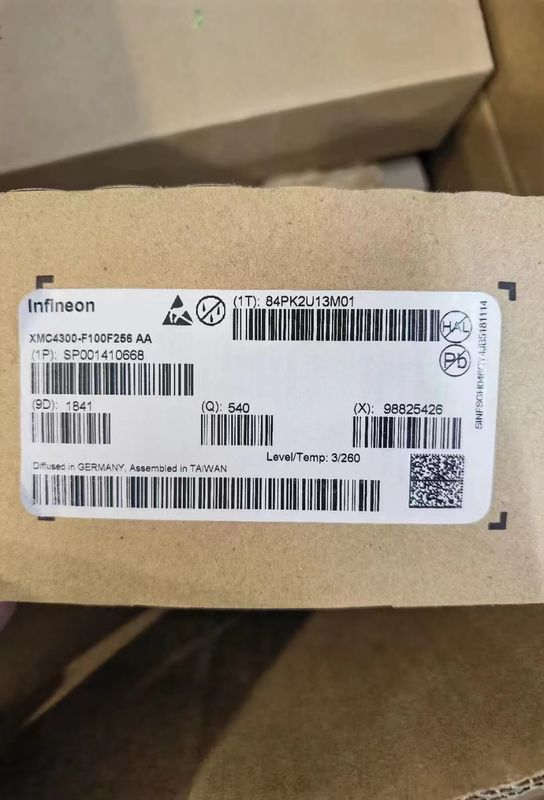 Infineon
(1T): 84PK2U13M01
XMC4300-F100F256 AA
(1P): SP001410668
HAL
Pb
(9D): 1841
(Q): 540
(X): 98825426
Level/Temp: 3/260
Diffused in GERMANY, Assembled in TAIWAN